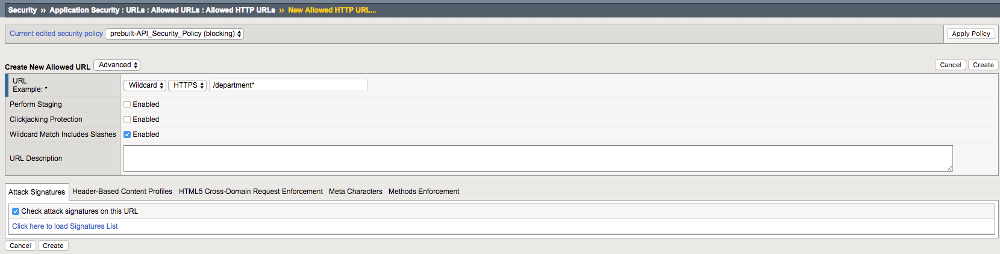 Security ›› Application Security : URLs : Allowed URLs : Allowed HTTP URLs ›› New Allowed HTTP URL...
Current edited security policy prebuilt-API_Security_Policy (blocking) Apply Policy
Create New Allowed URL Advanced Cancel Create
URL
Example: * Wildcard HTTPS /department*
Perform Staging Enabled
Clickjacking Protection Enabled
Wildcard Match Includes Slashes Enabled
URL Description
Attack Signatures Header-Based Content Profiles HTML5 Cross-Domain Request Enforcement Meta Characters Methods Enforcement
Check attack signatures on this URL
Click here to load Signatures List
Cancel Create